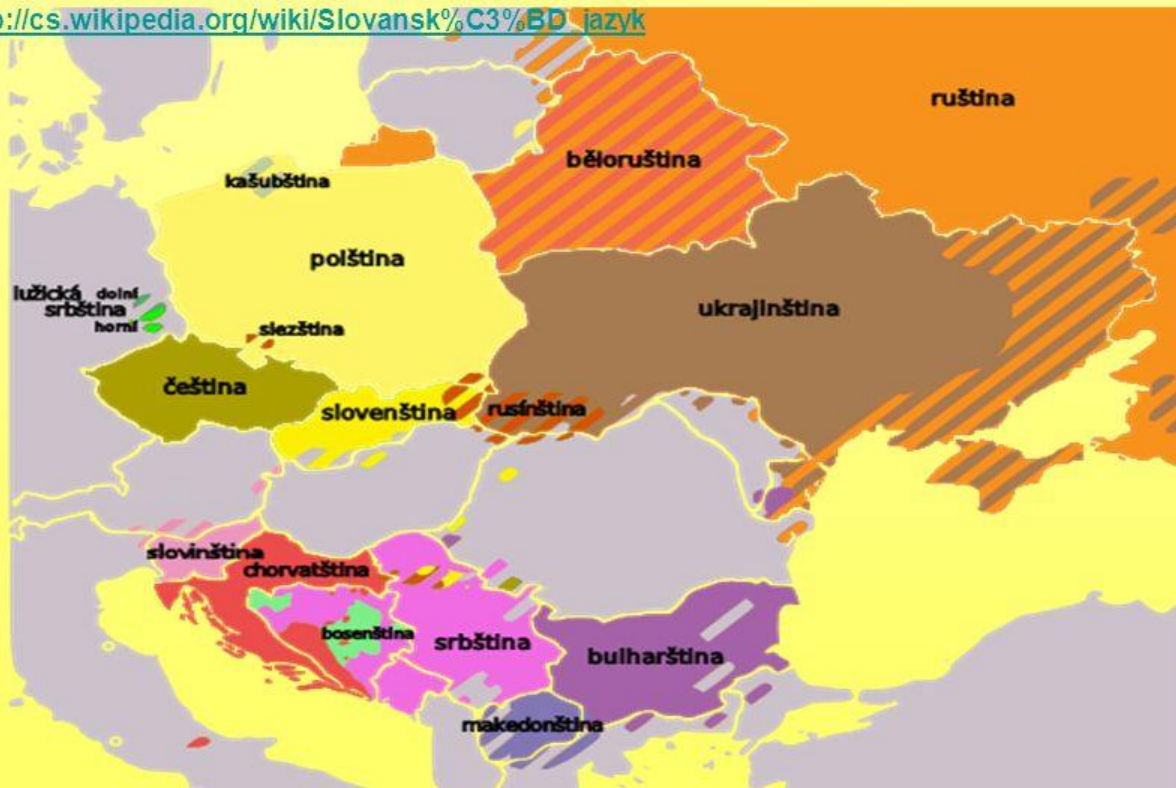 ://cs.wikipedia.org/wiki/Slovansk%C3%BD_jazyk
ruština
běloruština
kašubština
polština
lužická dolní
srbština
horní
ukrajinština
slezština
čeština
slovenština
rusínština
slovinština
chorvatština
bosenština
srbština
bulharština
makedonština